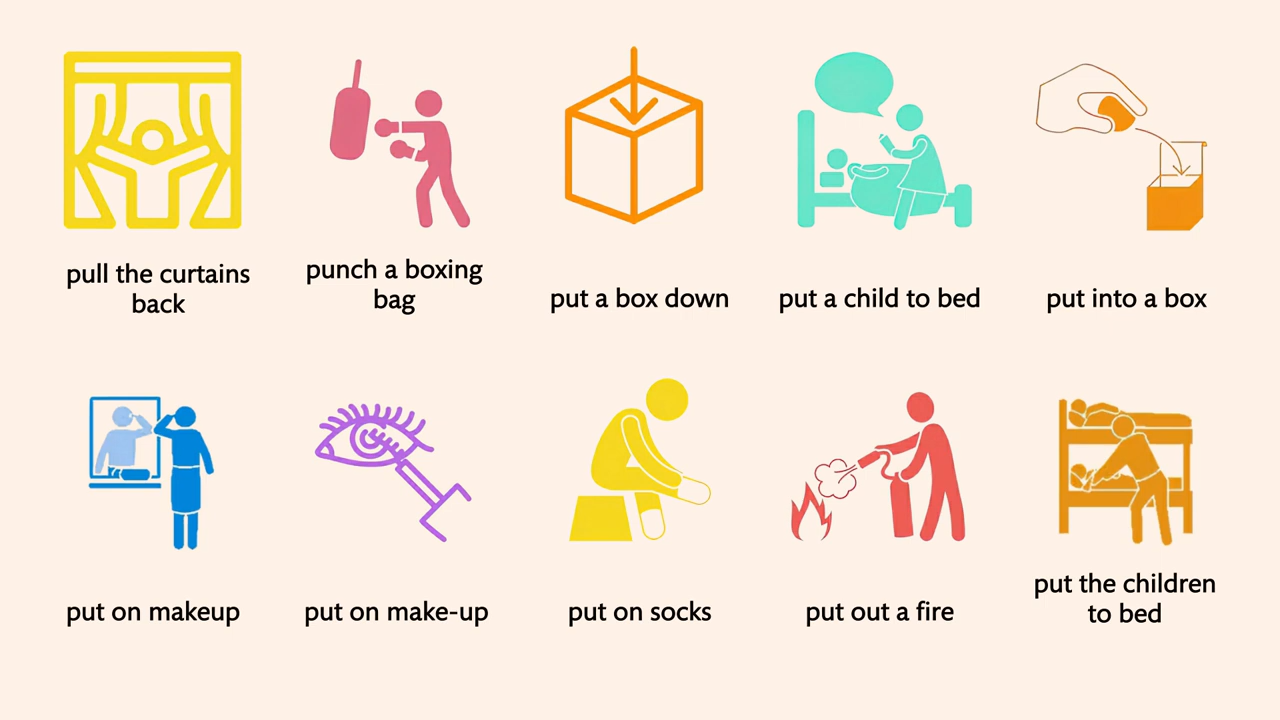 pull the curtains
back
punch a boxing
bag
put a box down
put a child to bed
put into a box
put on makeup
put on make-up
put on socks
put out a fire
put the children
to bed